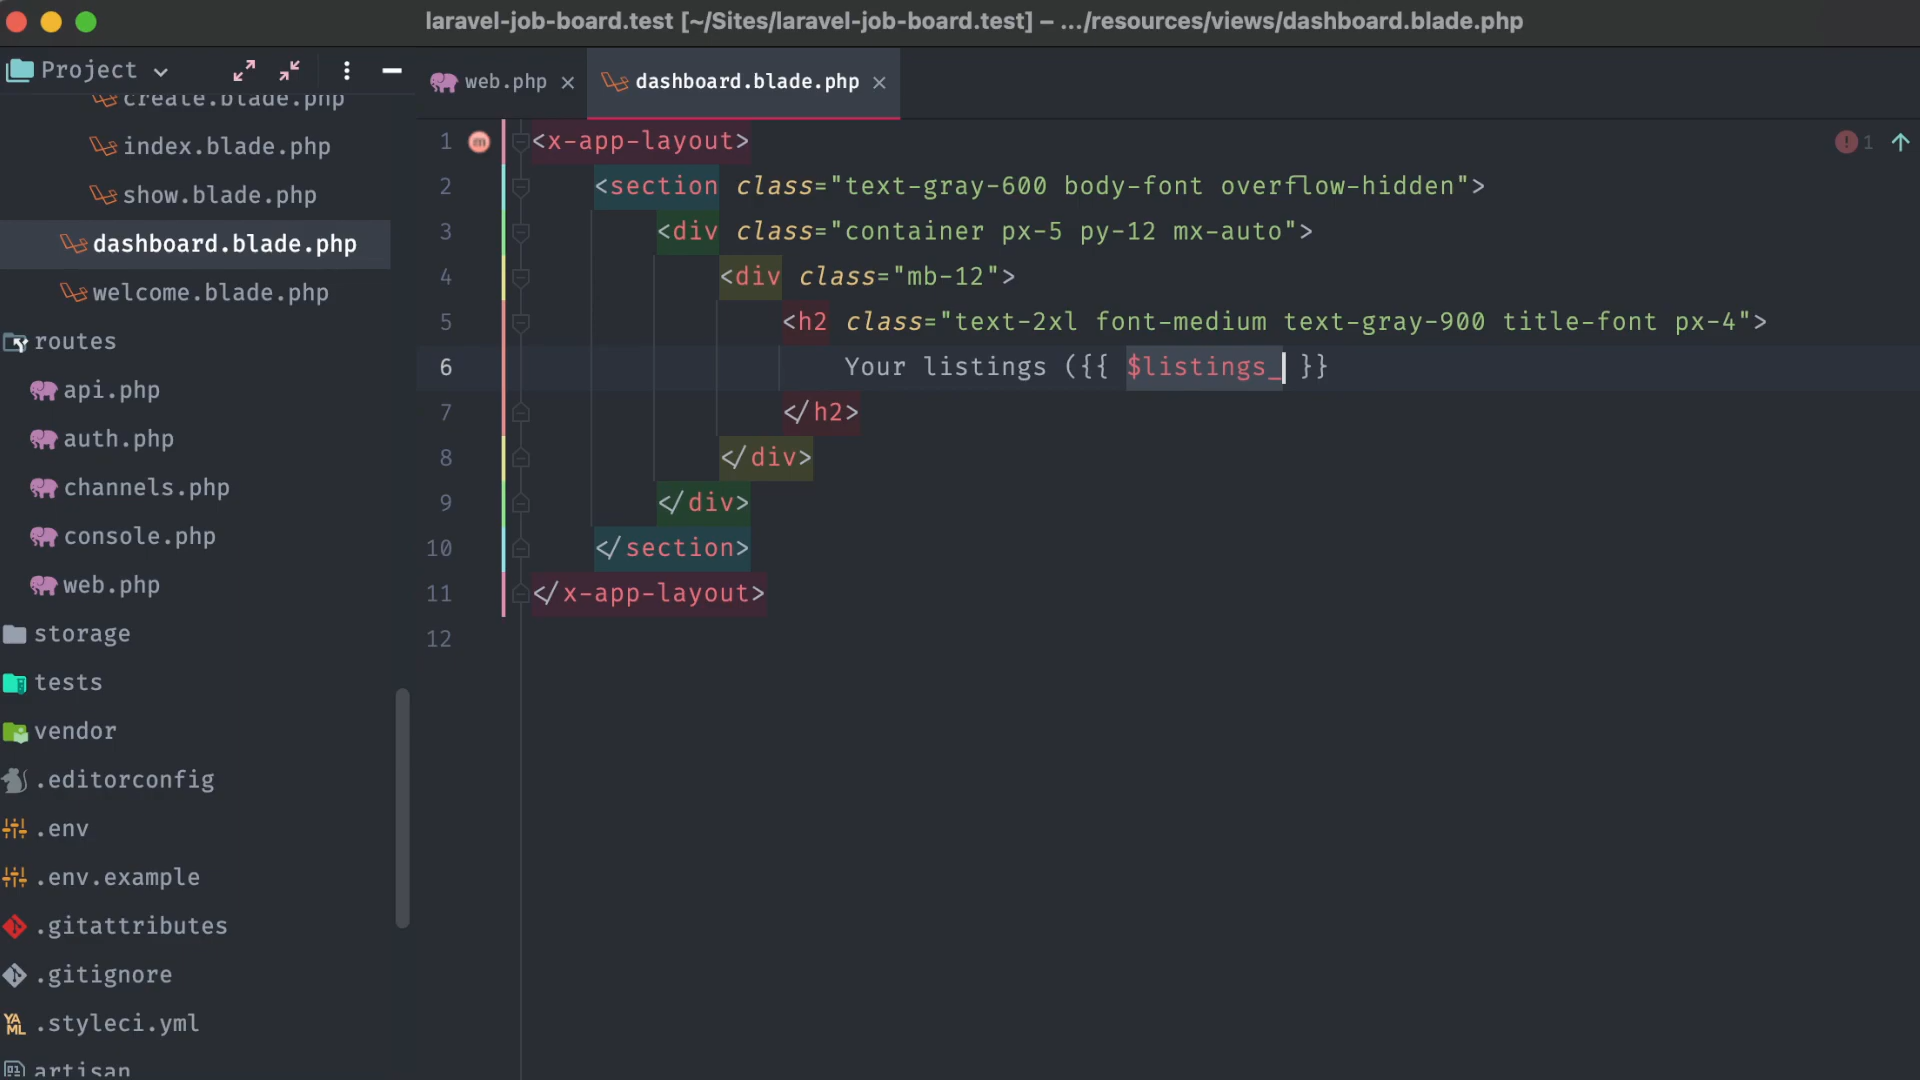 laravel-job-board.test [~/Sites/laravel-job-board.test] – .../resources/views/dashboard.blade.php
Project
web.php
dashboard.blade.php
create.blade.php
index.blade.php
show.blade.php
dashboard.blade.php
welcome.blade.php
routes
api.php
auth.php
channels.php
console.php
web.php
storage
tests
vendor
.editorconfig
.env
.env.example
.gitattributes
.gitignore
.styleci.yml
artisan
1 <x-app-layout>
2 <section class="text-gray-600 body-font overflow-hidden">
3 <div class="container px-5 py-12 mx-auto">
4 <div class="mb-12">
5 <h2 class="text-2xl font-medium text-gray-900 title-font px-4">
6 Your listings ({{ $listings_ }}
7 </h2>
8 </div>
9 </div>
10 </section>
11 </x-app-layout>
12
1